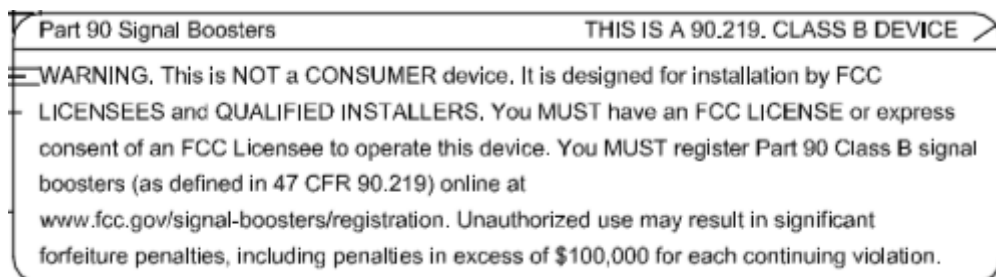 Part 90 Signal Boosters THIS IS A 90.219. CLASS B DEVICE
WARNING. This is NOT a CONSUMER device. It is designed for installation by FCC
LICENSEES and QUALIFIED INSTALLERS. You MUST have an FCC LICENSE or express
consent of an FCC Licensee to operate this device. You MUST register Part 90 Class B signal
boosters (as defined in 47 CFR 90.219) online at
www.fcc.gov/signal-boosters/registration. Unauthorized use may result in significant
forfeiture penalties, including penalties in excess of $100,000 for each continuing violation.